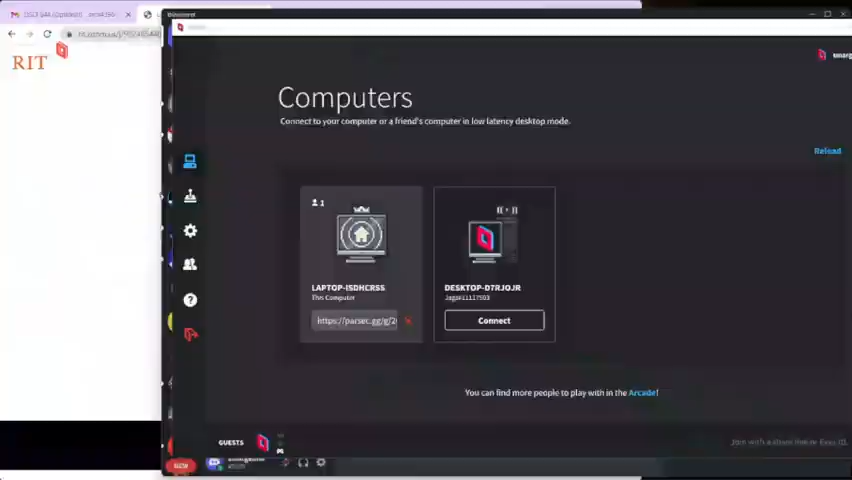 RIT
Computers
Connect to your computer or a friend's computer in low latency desktop mode.
Reload
1
LAPTOP-ISDHCRSS
This Computer
https://parsec.gg/g/2
DESKTOP-D7RJOJR
Connect
You can find more people to play with in the Arcade!
GUESTS
NEW